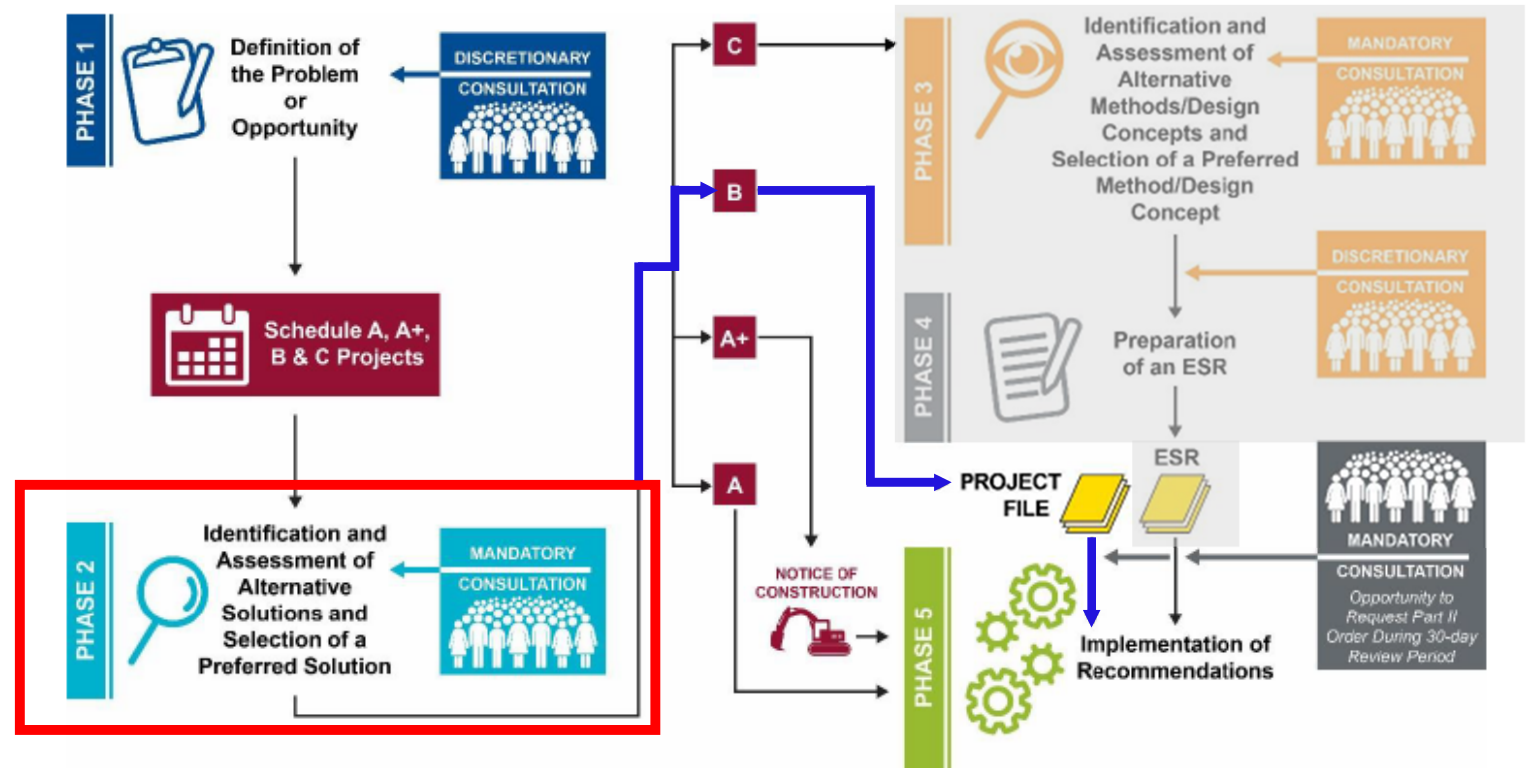 PHASE 1
Definition of
the Problem
or
Opportunity
DISCRETIONARY
CONSULTATION
Schedule A, A+,
B & C Projects
PHASE 2
Identification and
Assessment of
Alternative
Solutions and
Selection of a
Preferred Solution
MANDATORY
CONSULTATION
C
B
A+
A
NOTICE OF
CONSTRUCTION
PHASE 3
Identification and
Assessment of
Alternative
Methods/Design
Concepts and
Selection of a Preferred
Method/Design
Concept
MANDATORY
CONSULTATION
DISCRETIONARY
CONSULTATION
PHASE 4
Preparation
of an ESR
ESR
PROJECT
FILE
MANDATORY
CONSULTATION
Opportunity to
Request Part II
Order During 30-day
Review Period
PHASE 5
Implementation of
Recommendations